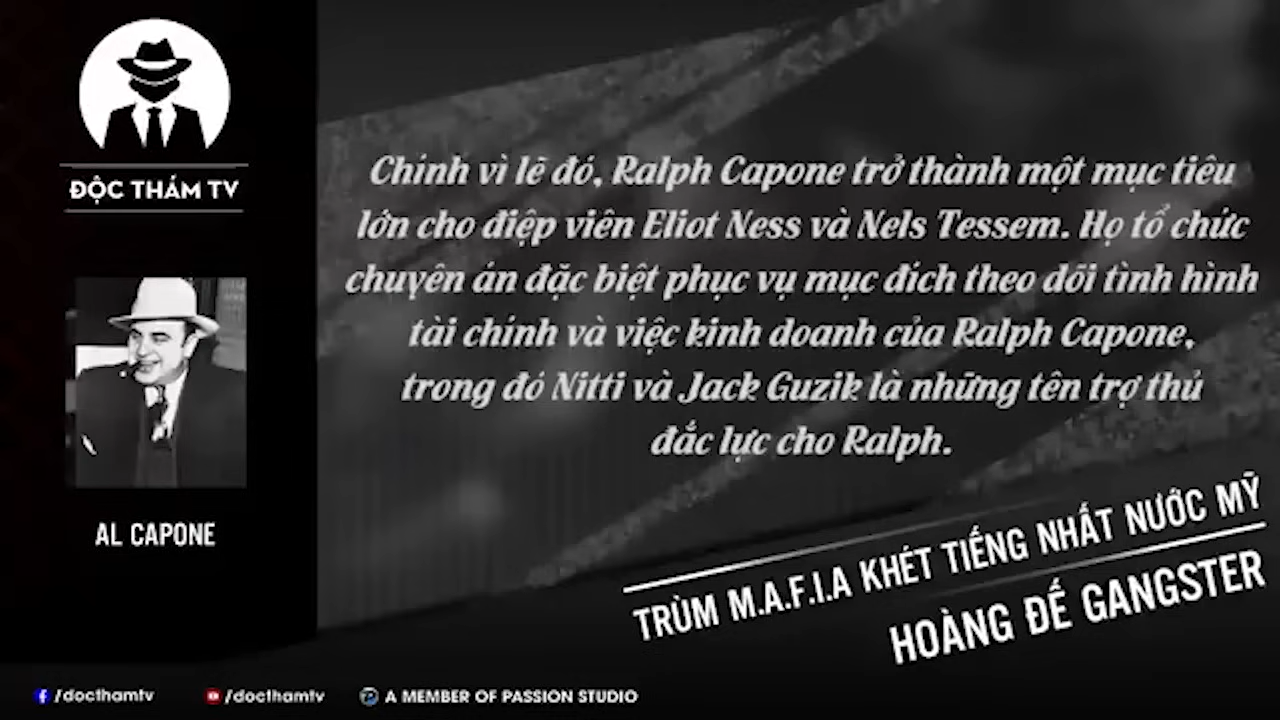 ĐỘC THÁM TV
AL CAPONE
Chính vì lẽ đó, Ralph Capone trở thành một mục tiêu
lớn cho điệp viên Eliot Ness và Nels Tessem. Họ tổ chức
chuyên án đặc biệt phục vụ mục đích theo dõi tình hình
tài chính và việc kinh doanh của Ralph Capone,
trong đó Nitti và Jack Guzik là những tên trợ thủ
đắc lực cho Ralph.
TRÙM M.A.F.I.A KHÉT TIẾNG NHẤT NƯỚC MỸ
HOÀNG ĐẾ GANGSTER
/docthamtv
/docthamtv
A MEMBER OF PASSION STUDIO